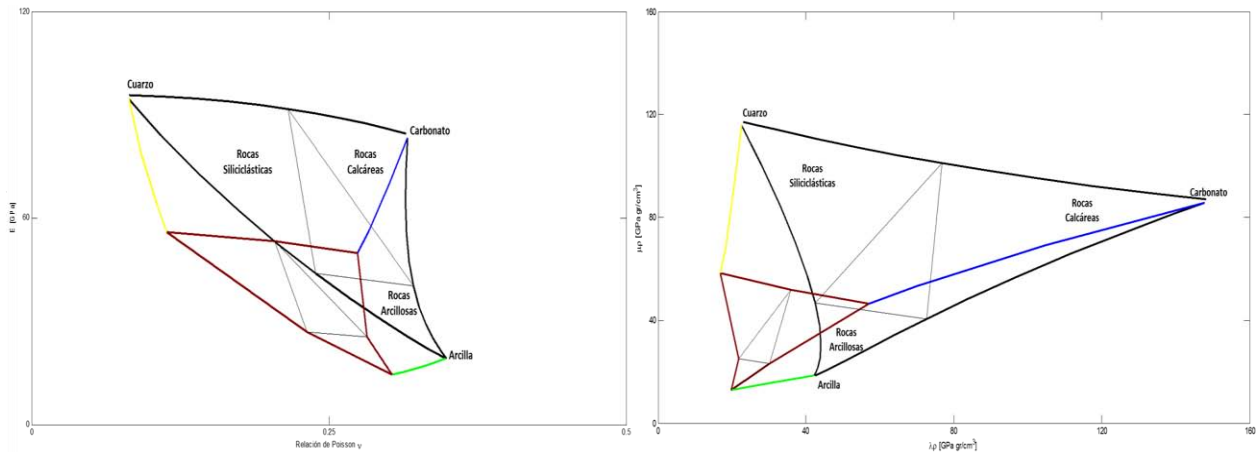 120
60
0
E [GPa]
Cuarzo
Carbonato
Rocas
Siliciclásticas
Rocas
Calcáreas
Rocas
Arcillosas
Arcilla
0
0.25
0.5
Relación de Poisson ν
160
120
80
40
0
μρ [GPa gr/cm³]
Cuarzo
Rocas
Siliciclásticas
Carbonato
Rocas
Calcáreas
Rocas
Arcillosas
Arcilla
0
40
80
120
160
λρ [GPa gr/cm³]